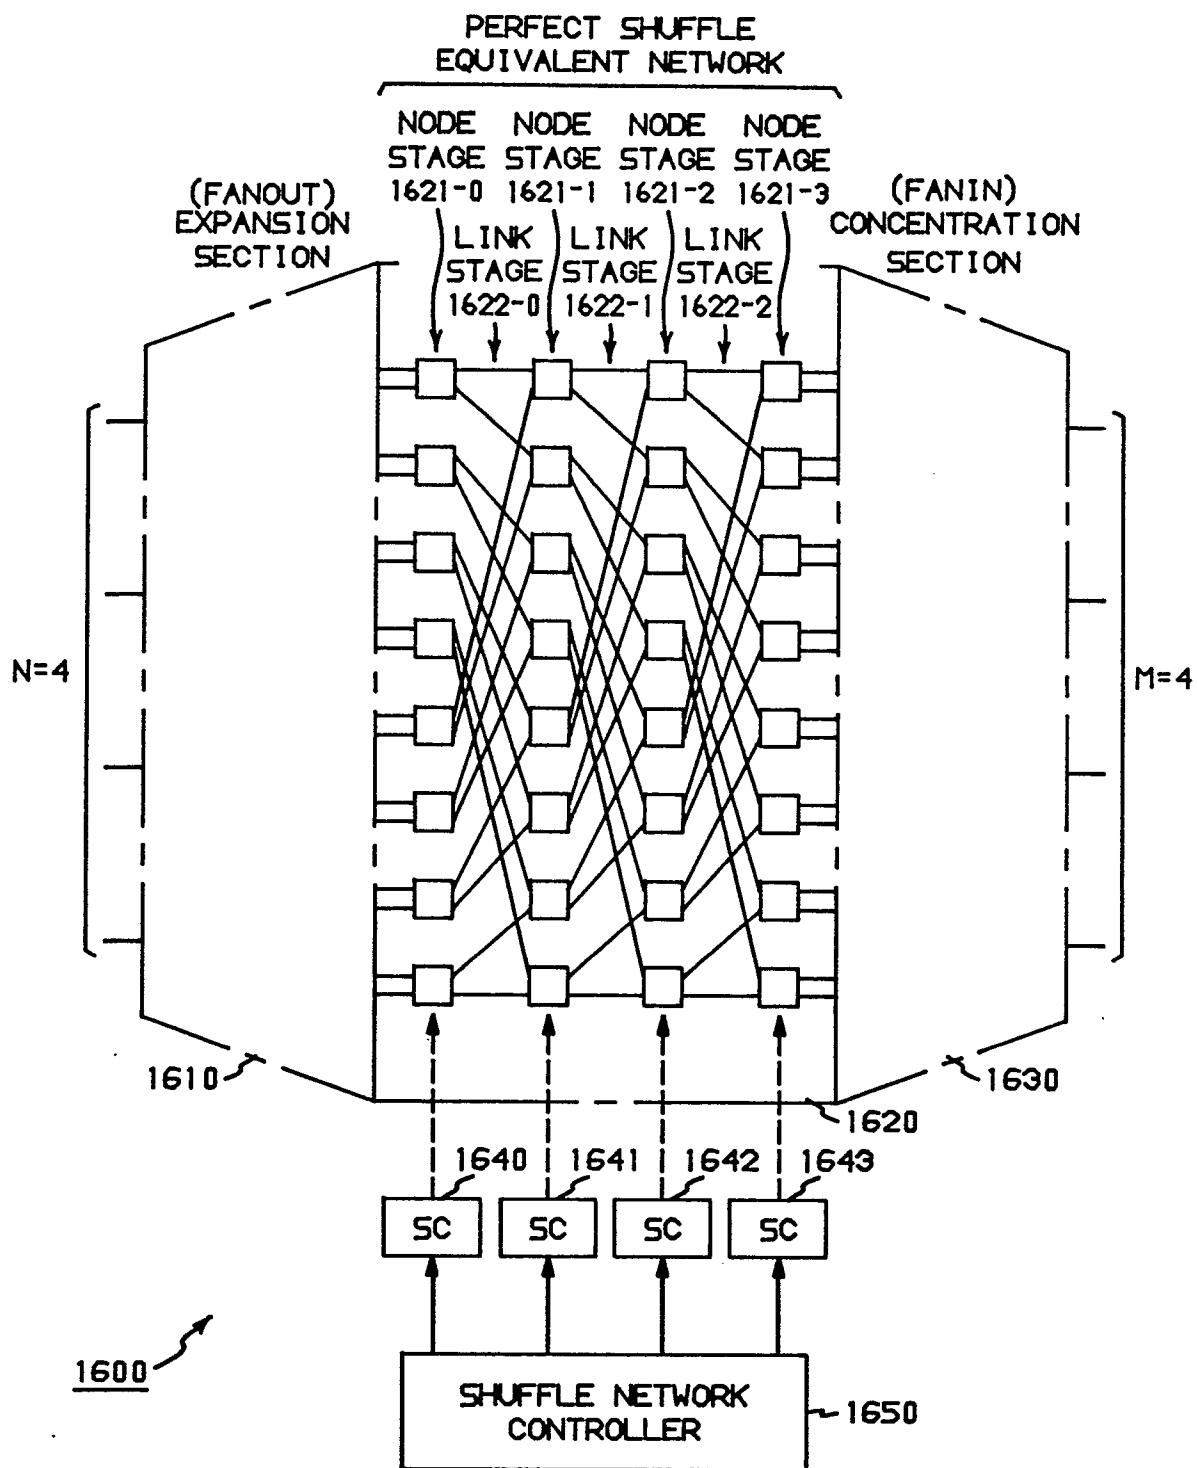 PERFECT SHUFFLE
EQUIVALENT NETWORK
NODE NODE NODE NODE
STAGE STAGE STAGE STAGE
1621-0 1621-1 1621-2 1621-3
(FANOUT)
EXPANSION
SECTION
(FANIN)
CONCENTRATION
SECTION
LINK LINK LINK
STAGE STAGE STAGE
1622-0 1622-1 1622-2
N=4
M=4
1610
1630
1620
1640 1641 1642 1643
SC SC SC SC
1600
SHUFFLE NETWORK
CONTROLLER
1650